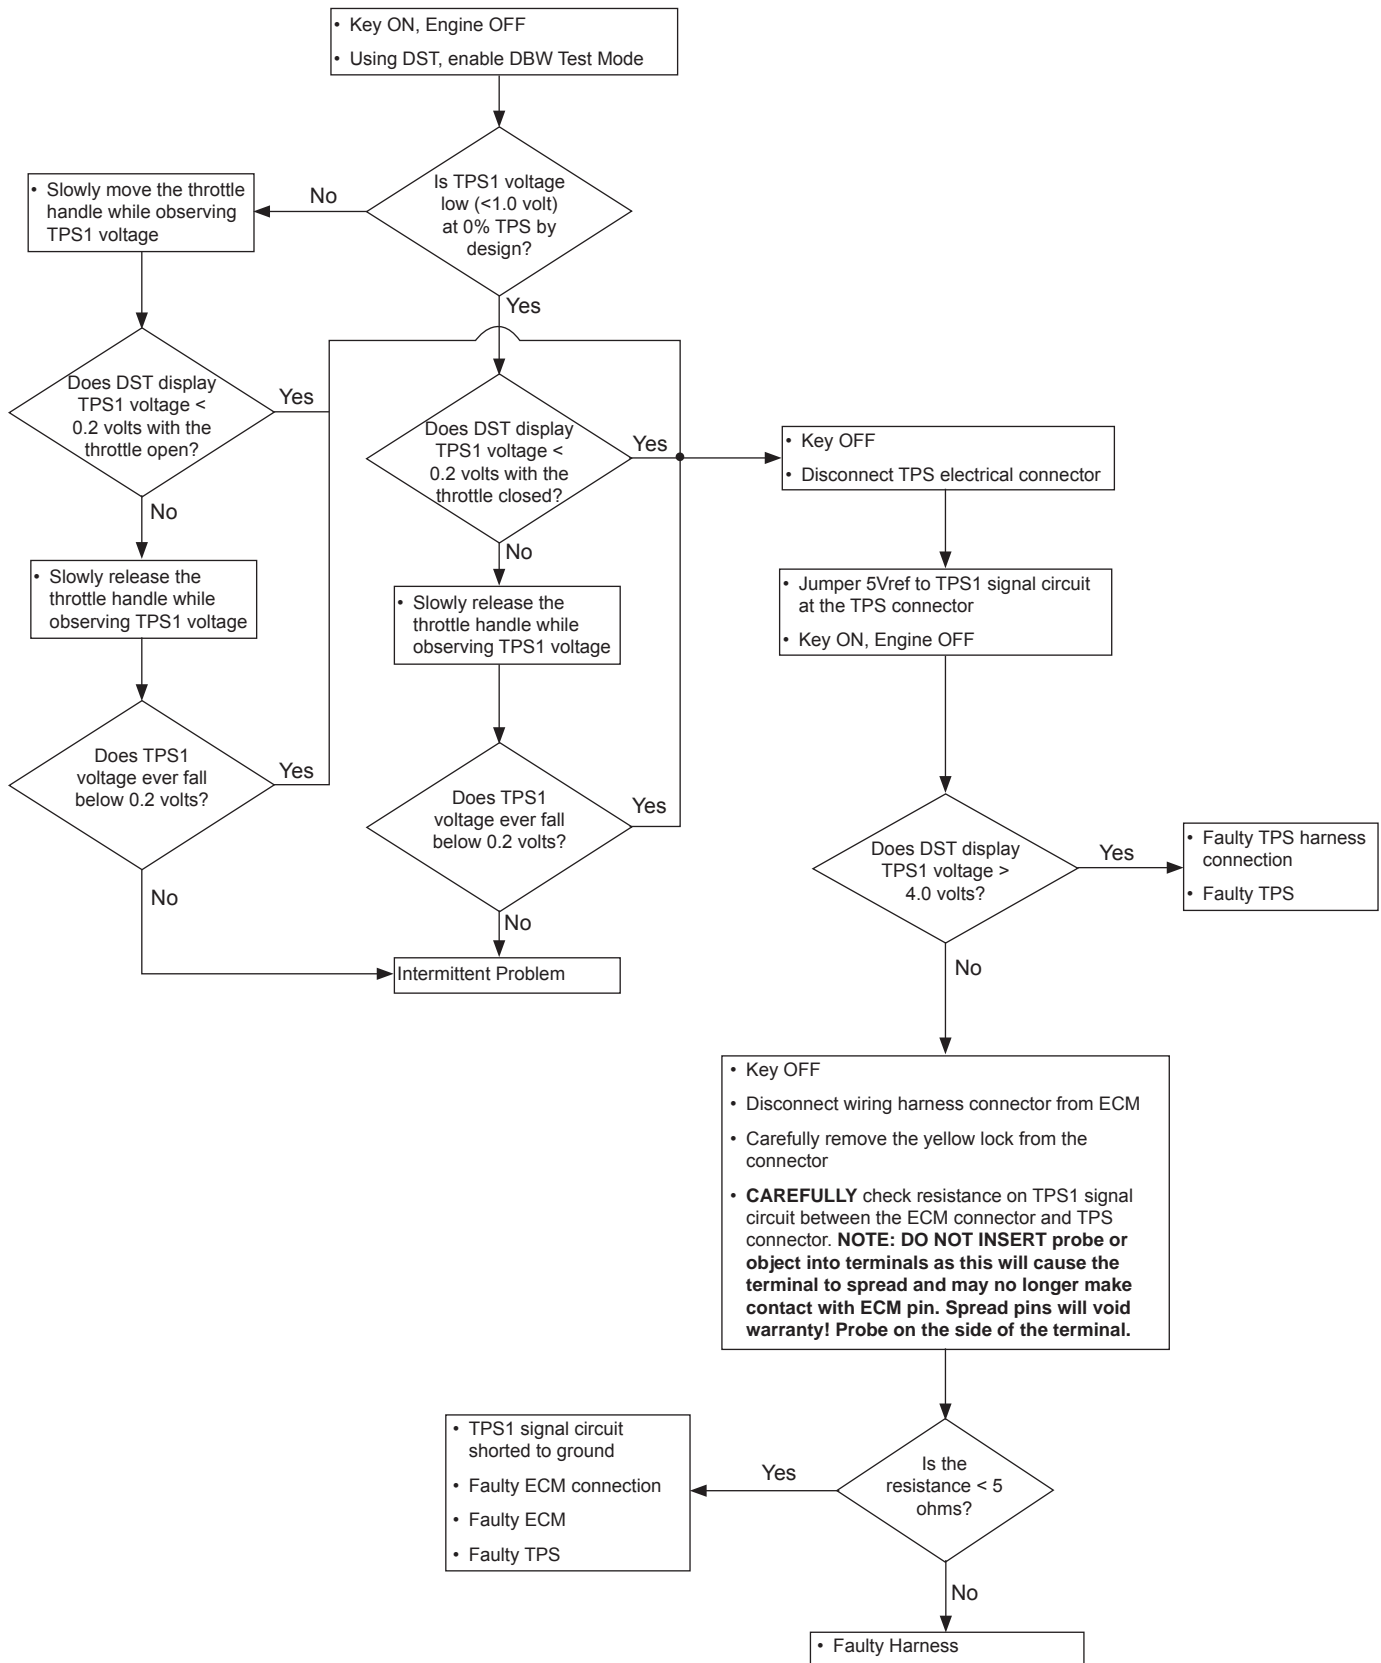 • Key ON, Engine OFF
• Using DST, enable DBW Test Mode
Is TPS1 voltage
low (<1.0 volt)
at 0% TPS by
design?
No
• Slowly move the throttle
handle while observing
TPS1 voltage
Yes
Does DST display
TPS1 voltage <
0.2 volts with the
throttle open?
Yes
No
• Slowly release the
throttle handle while
observing TPS1 voltage
Does TPS1
voltage ever fall
below 0.2 volts?
Yes
No
Does DST display
TPS1 voltage <
0.2 volts with the
throttle closed?
Yes
No
• Slowly release the
throttle handle while
observing TPS1 voltage
Does TPS1
voltage ever fall
below 0.2 volts?
Yes
No
Intermittent Problem
• Key OFF
• Disconnect TPS electrical connector
• Jumper 5Vref to TPS1 signal circuit
at the TPS connector
• Key ON, Engine OFF
Does DST display
TPS1 voltage >
4.0 volts?
Yes
• Faulty TPS harness
connection
• Faulty TPS
No
• Key OFF
• Disconnect wiring harness connector from ECM
• Carefully remove the yellow lock from the
connector
• CAREFULLY check resistance on TPS1 signal
circuit between the ECM connector and TPS
connector. NOTE: DO NOT INSERT probe or
object into terminals as this will cause the
terminal to spread and may no longer make
contact with ECM pin. Spread pins will void
warranty! Probe on the side of the terminal.
Is the
resistance < 5
ohms?
Yes
• TPS1 signal circuit
shorted to ground
• Faulty ECM connection
• Faulty ECM
• Faulty TPS
No
• Faulty Harness